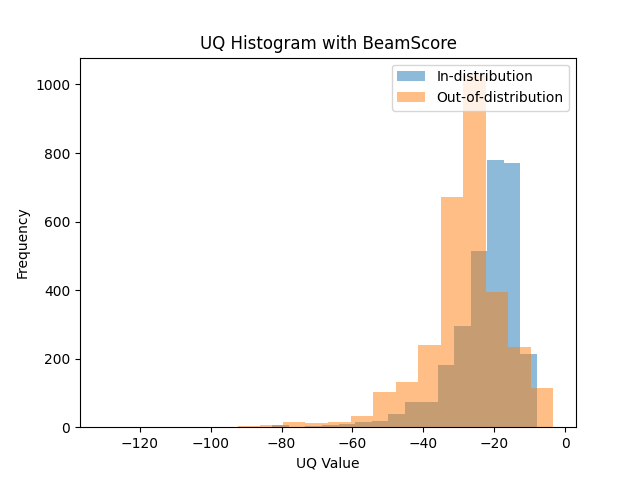 UQ Histogram with BeamScore
In-distribution
Out-of-distribution
1000
800
600
400
200
0
Frequency
−120
−100
−80
−60
−40
−20
0
UQ Value